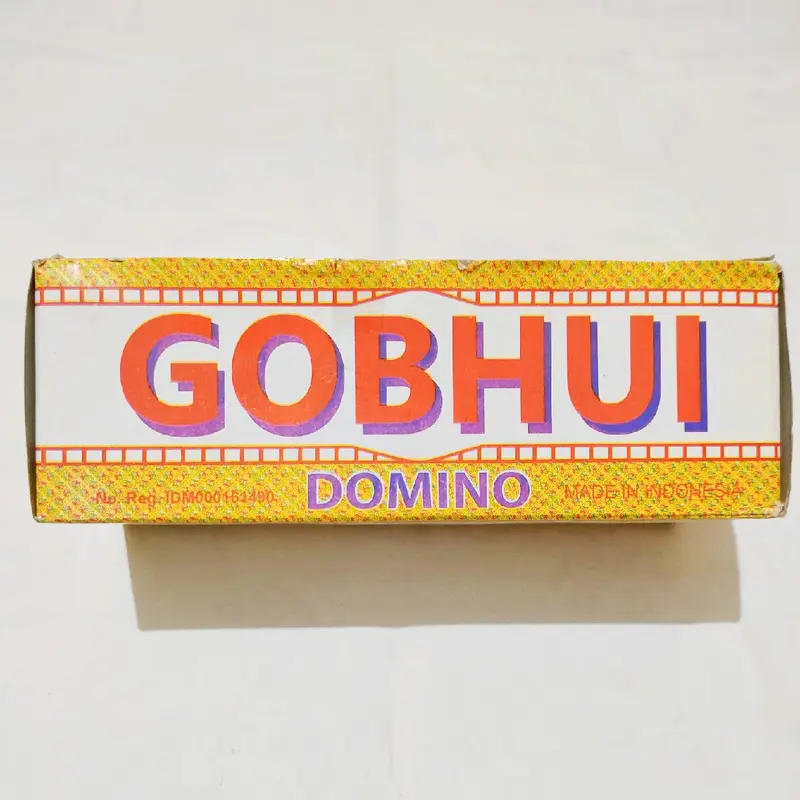 GOBHUI
No. Reg. IDM000161490 DOMINO MADE IN INDONESIA